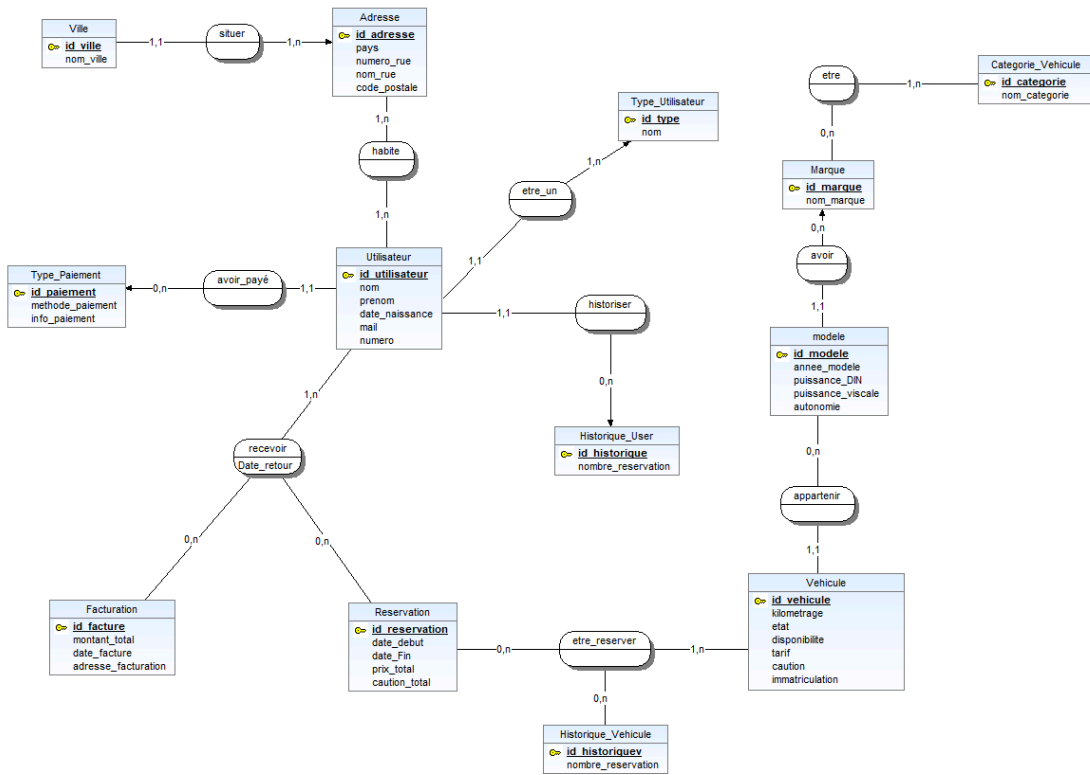 Ville
id_ville
nom_ville
1,1
situer
1,n
Adresse
id_adresse
pays
numero_rue
nom_rue
code_postale
1,n
habite
1,n
Type_Utilisateur
id_type
nom
1,n
etre_un
1,1
etre
1,n
Categorie_Vehicule
id_categorie
nom_categorie
0,n
Marque
id_marque
nom_marque
0,n
avoir
1,1
Type_Paiement
id_paiement
methode_paiement
info_paiement
0,n
avoir_payé
1,1
Utilisateur
id_utilisateur
nom
prenom
date_naissance
mail
numero
1,1
historiser
0,n
Historique_User
id_historique
nombre_reservation
modele
id_modele
annee_modele
puissance_DIN
puissance_viscale
autonomie
0,n
appartenir
1,1
1,n
recevoir
Date_retour
0,n
0,n
Facturation
id_facture
montant_total
date_facture
adresse_facturation
Reservation
id_reservation
date_debut
date_Fin
prix_total
caution_total
0,n
etre_reserver
1,n
Vehicule
id_vehicule
kilometrage
etat
disponibilite
tarif
caution
immatriculation
0,n
Historique_Vehicule
id_historiquev
nombre_reservation